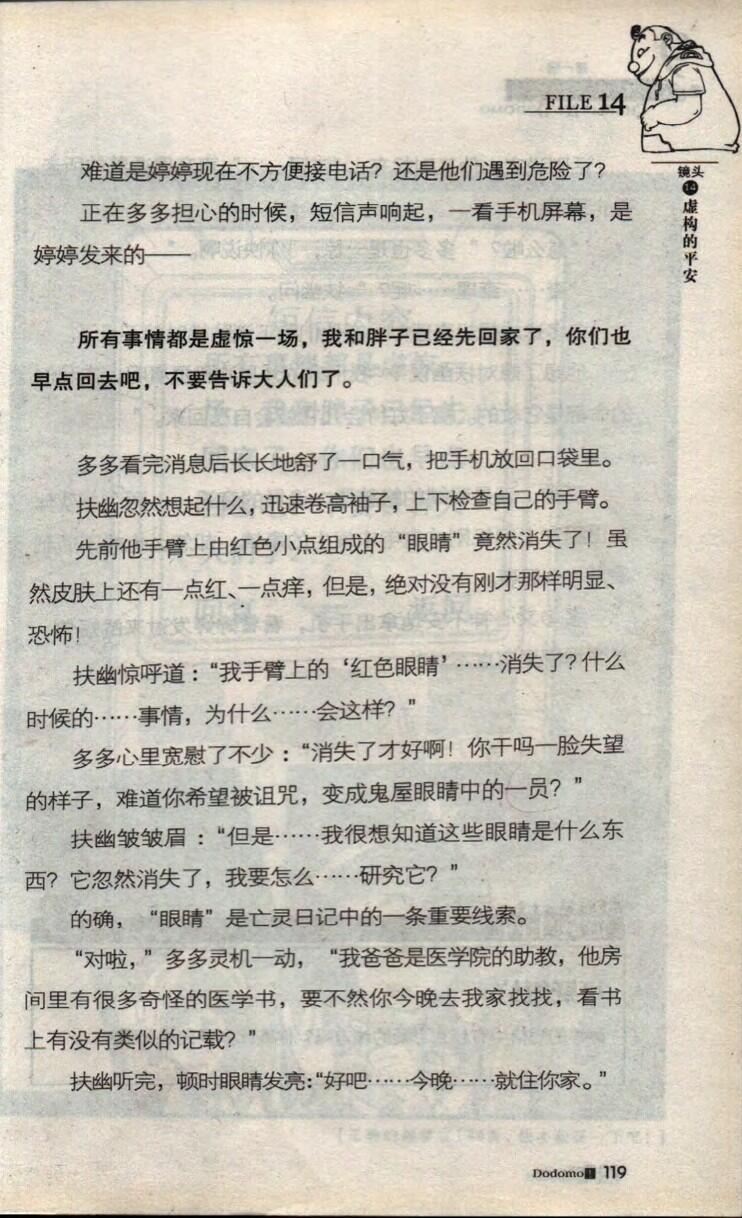 FILE 14
镜头⑭虚构的平安
难道是婷婷现在不方便接电话？还是他们遇到危险了？
正在多多担心的时候，短信声响起，一看手机屏幕，是
婷婷发来的——
所有事情都是虚惊一场，我和胖子已经先回家了，你们也
早点回去吧，不要告诉大人们了。
多多看完消息后长长地舒了一口气，把手机放回口袋里。
扶幽忽然想起什么，迅速卷高袖子，上下检查自己的手臂。
先前他手臂上由红色小点组成的“眼睛”竟然消失了！虽
然皮肤上还有一点红、一点痒，但是，绝对没有刚才那样明显、
恐怖！
扶幽惊呼道：“我手臂上的‘红色眼睛’……消失了？什么
时候的……事情，为什么……会这样？”
多多心里宽慰了不少：“消失了才好啊！你干吗一脸失望
的样子，难道你希望被诅咒，变成鬼屋眼睛中的一员？”
扶幽皱皱眉：“但是……我很想知道这些眼睛是什么东
西？它忽然消失了，我要怎么……研究它？”
的确，“眼睛”是亡灵日记中的一条重要线索。
“对啦，”多多灵机一动，“我爸爸是医学院的助教，他房
间里有很多奇怪的医学书，要不然你今晚去我家找找，看书
上有没有类似的记载？”
扶幽听完，顿时眼睛发亮：“好吧……今晚……就住你家。”
Dodomo 1 119